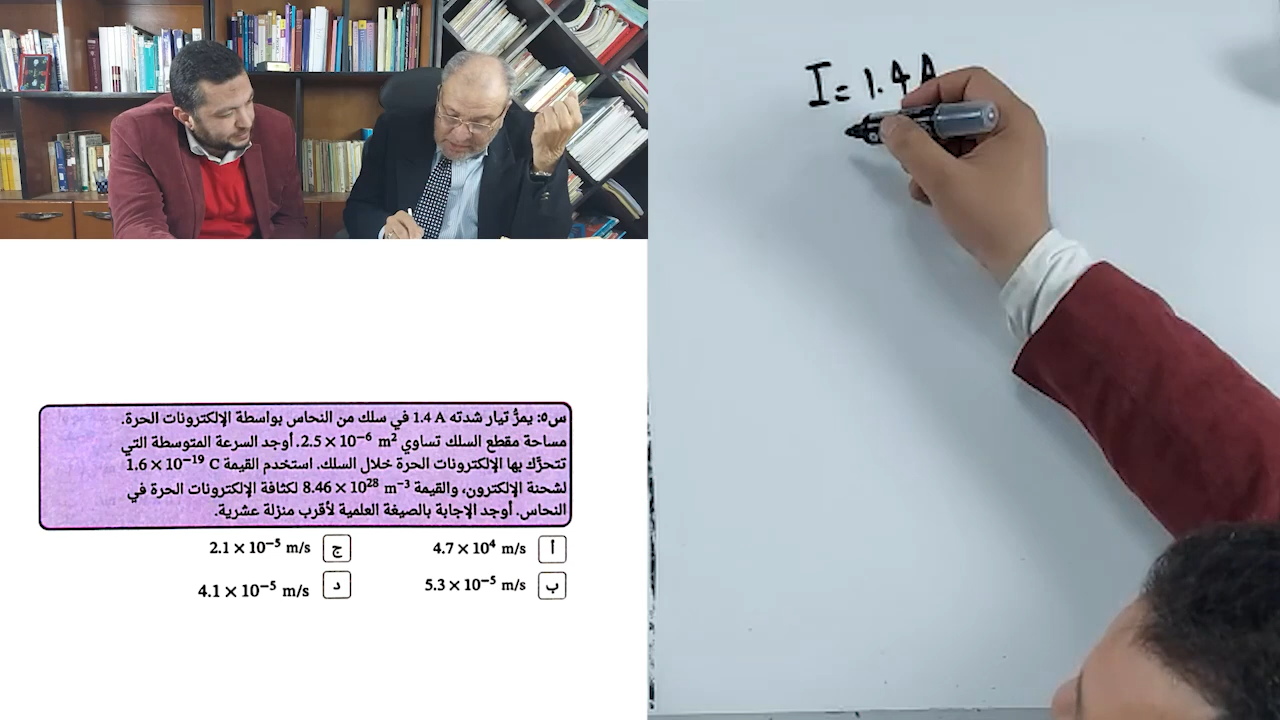 I = 1.4 A
س٥: يمرُّ تيار شدته 1.4 A في سلك من النحاس بواسطة الإلكترونات الحرة.
مساحة مقطع السلك تساوي 2.5 × 10⁻⁶ m². أوجد السرعة المتوسطة التي
تتحرَّك بها الإلكترونات الحرة خلال السلك. استخدم القيمة 1.6 × 10⁻¹⁹ C
لشحنة الإلكترون، والقيمة 8.46 × 10²⁸ m⁻³ لكثافة الإلكترونات الحرة في
النحاس. أوجد الإجابة بالصيغة العلمية لأقرب منزلة عشرية.
أ 4.7 × 10⁴ m/s
ج 2.1 × 10⁻⁵ m/s
ب 5.3 × 10⁻⁵ m/s
د 4.1 × 10⁻⁵ m/s